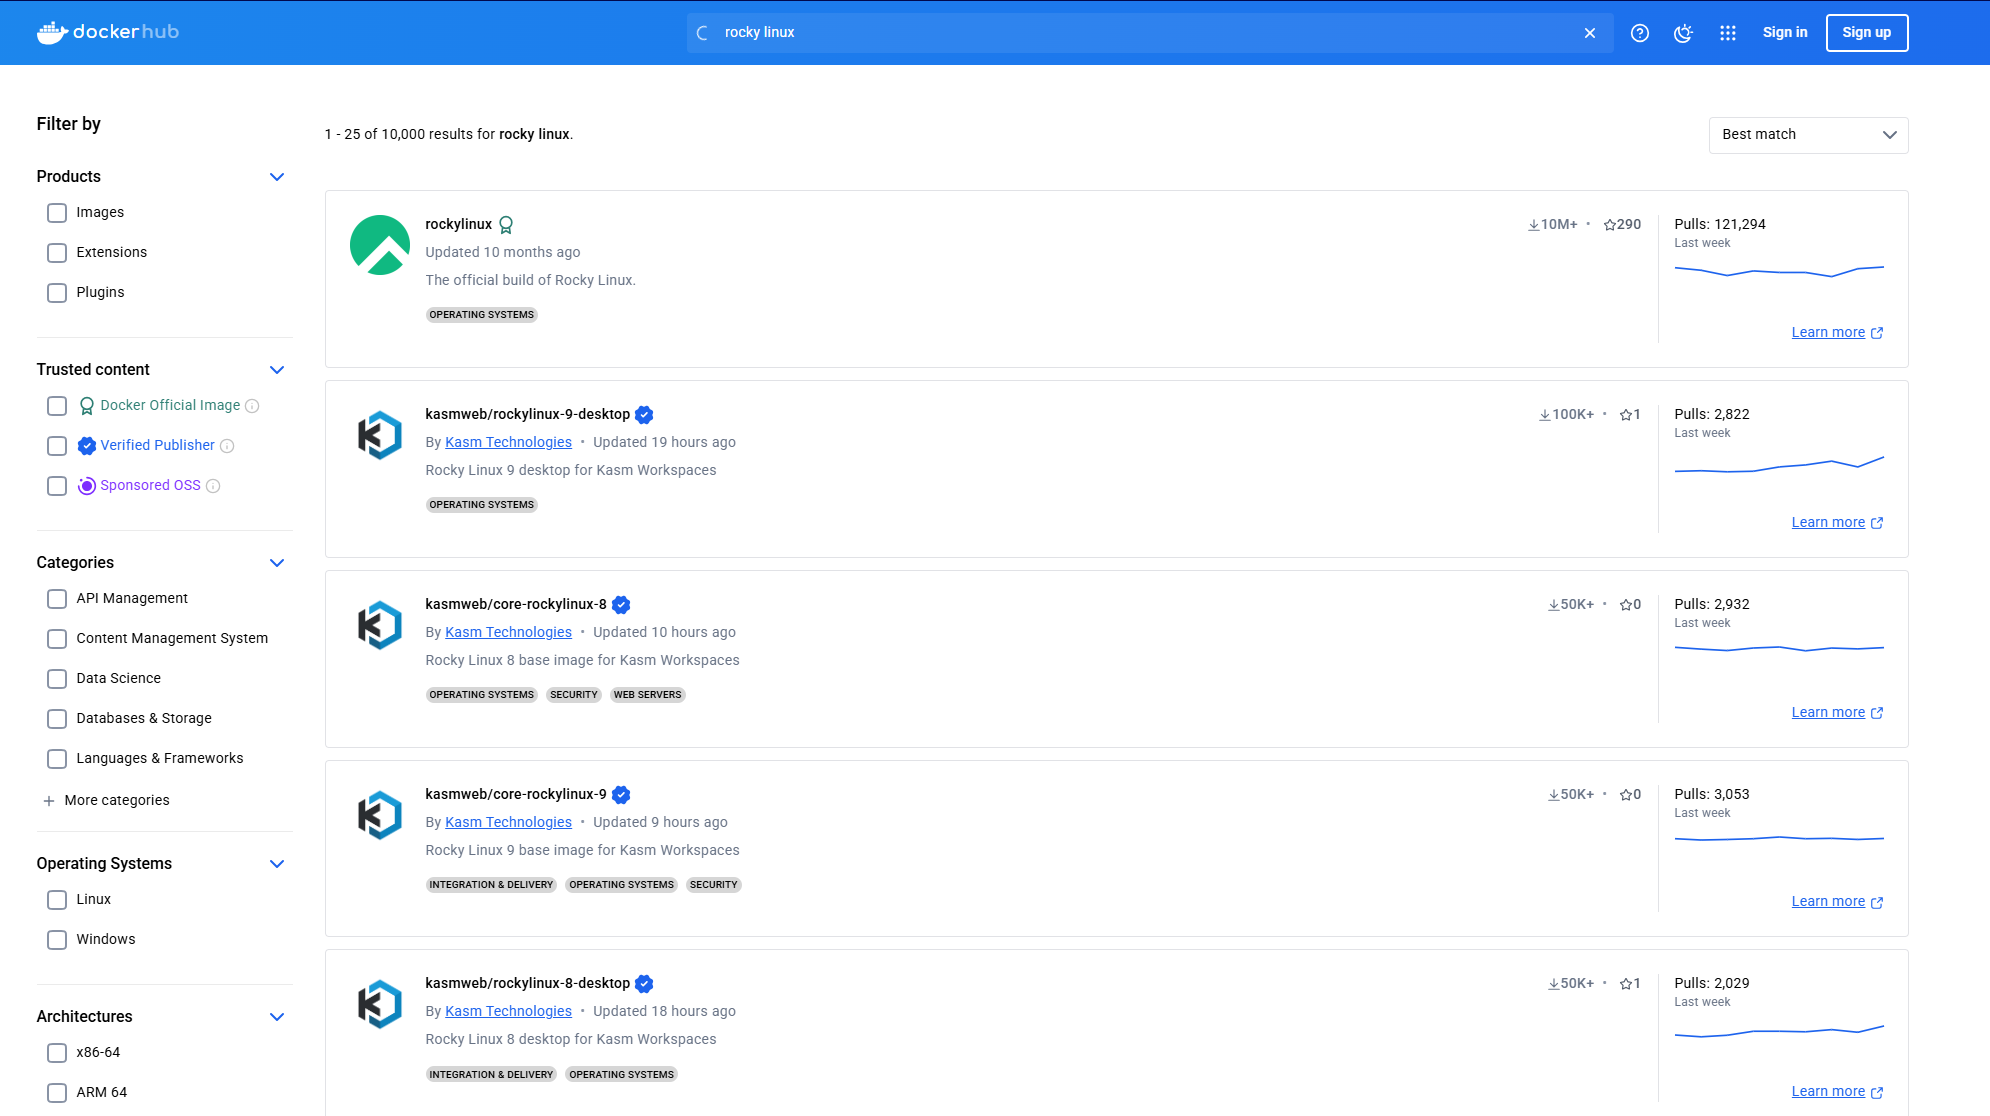 dockerhub
rocky linux
Sign in
Sign up
Filter by
Products
Images
Extensions
Plugins
Trusted content
Docker Official Image
Verified Publisher
Sponsored OSS
Categories
API Management
Content Management System
Data Science
Databases & Storage
Languages & Frameworks
More categories
Operating Systems
Linux
Windows
Architectures
x86-64
ARM 64
1 - 25 of 10,000 results for rocky linux.
Best match
rockylinux
Updated 10 months ago
The official build of Rocky Linux.
OPERATING SYSTEMS
10M+ • 290
Pulls: 121,294
Last week
Learn more
kasmweb/rockylinux-9-desktop
By Kasm Technologies • Updated 19 hours ago
Rocky Linux 9 desktop for Kasm Workspaces
OPERATING SYSTEMS
100K+ • 1
Pulls: 2,822
Last week
Learn more
kasmweb/core-rockylinux-8
By Kasm Technologies • Updated 10 hours ago
Rocky Linux 8 base image for Kasm Workspaces
OPERATING SYSTEMS SECURITY WEB SERVERS
50K+ • 0
Pulls: 2,932
Last week
Learn more
kasmweb/core-rockylinux-9
By Kasm Technologies • Updated 9 hours ago
Rocky Linux 9 base image for Kasm Workspaces
INTEGRATION & DELIVERY OPERATING SYSTEMS SECURITY
50K+ • 0
Pulls: 3,053
Last week
Learn more
kasmweb/rockylinux-8-desktop
By Kasm Technologies • Updated 18 hours ago
Rocky Linux 8 desktop for Kasm Workspaces
INTEGRATION & DELIVERY OPERATING SYSTEMS
50K+ • 1
Pulls: 2,029
Last week
Learn more